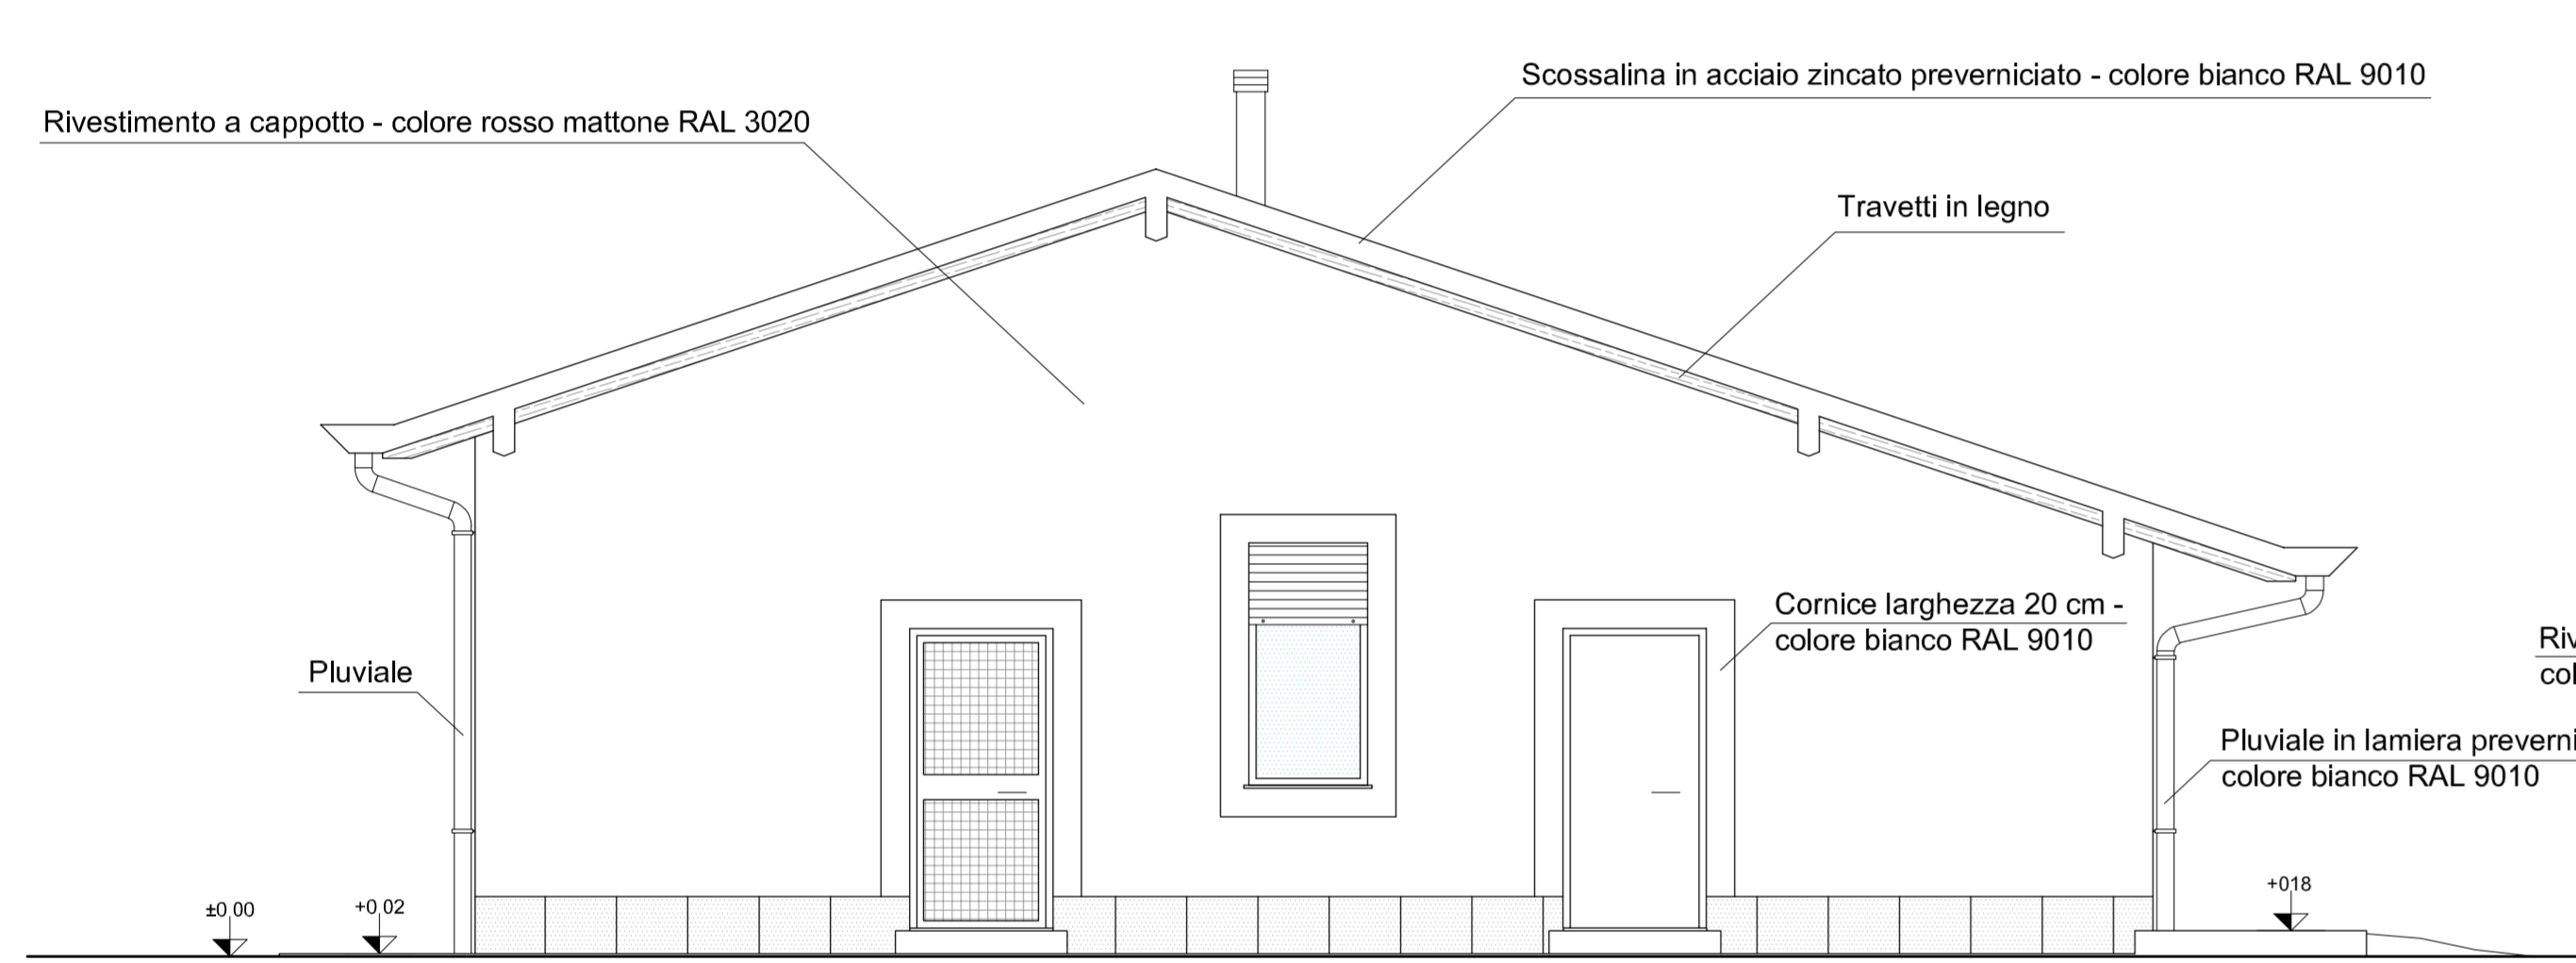 Scossalina in acciaio zincato preverniciato - colore bianco RAL 9010
Rivestimento a cappotto - colore rosso mattone RAL 3020
Travetti in legno
Cornice larghezza 20 cm -
colore bianco RAL 9010
Pluviale
Riv
col
Pluviale in lamiera preverni
colore bianco RAL 9010
±0 00
+0 02
+018